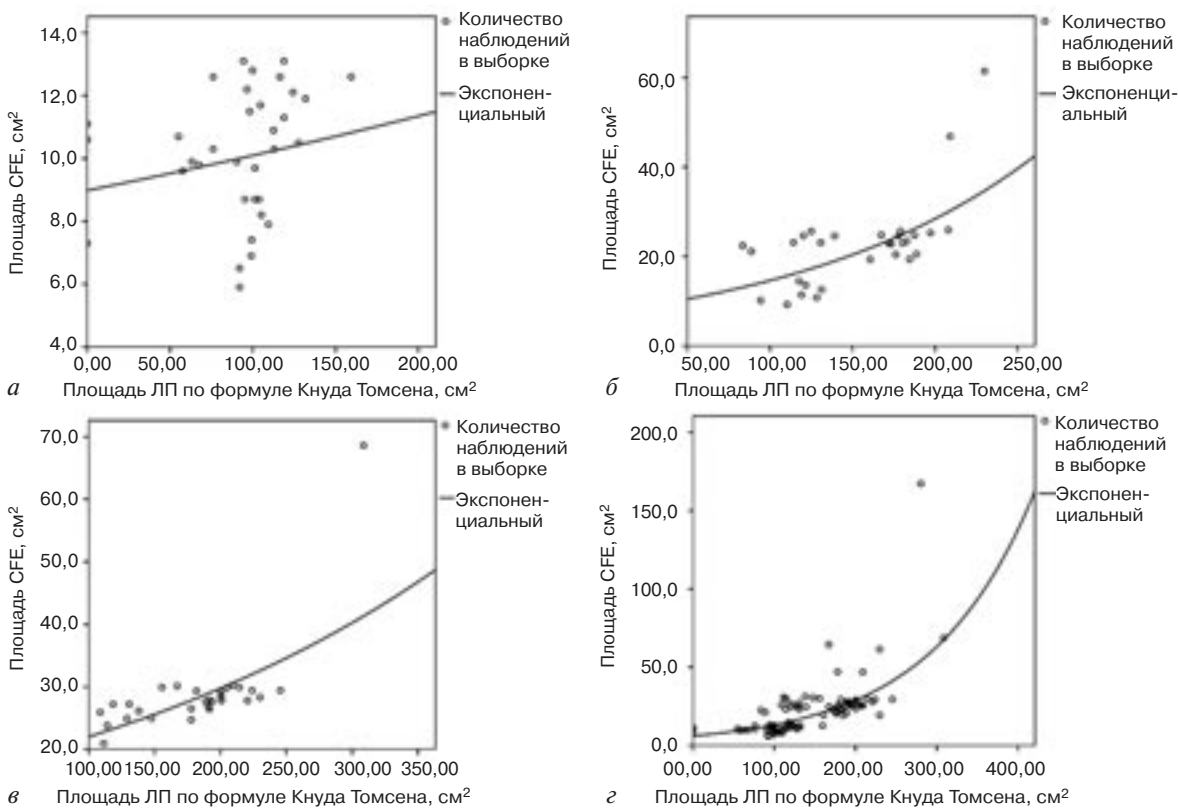 14,0
12,0
10,0
8,0
6,0
4,0
Площадь CFE, см²
0,00 50,00 100,00 150,00 200,00
а Площадь ЛП по формуле Кнуда Томсена, см²
Количество
наблюдений
в выборке
Экспонен-
циальный
60,0
40,0
20,0
0,0
Площадь CFE, см²
50,00 100,00 150,00 200,00 250,00
б Площадь ЛП по формуле Кнуда Томсена, см²
Количество
наблюдений
в выборке
Экспоненци-
альный
70,0
60,0
50,0
40,0
30,0
20,0
Площадь CFE, см²
100,00 150,00 200,00 250,00 300,00 350,00
в Площадь ЛП по формуле Кнуда Томсена, см²
Количество
наблюдений
в выборке
Экспонен-
циальный
200,0
150,0
100,0
50,0
0,0
Площадь CFE, см²
00,00 100,00 200,00 300,00 400,00
г Площадь ЛП по формуле Кнуда Томсена, см²
Количество
наблюдений
в выборке
Экспонен-
циальный